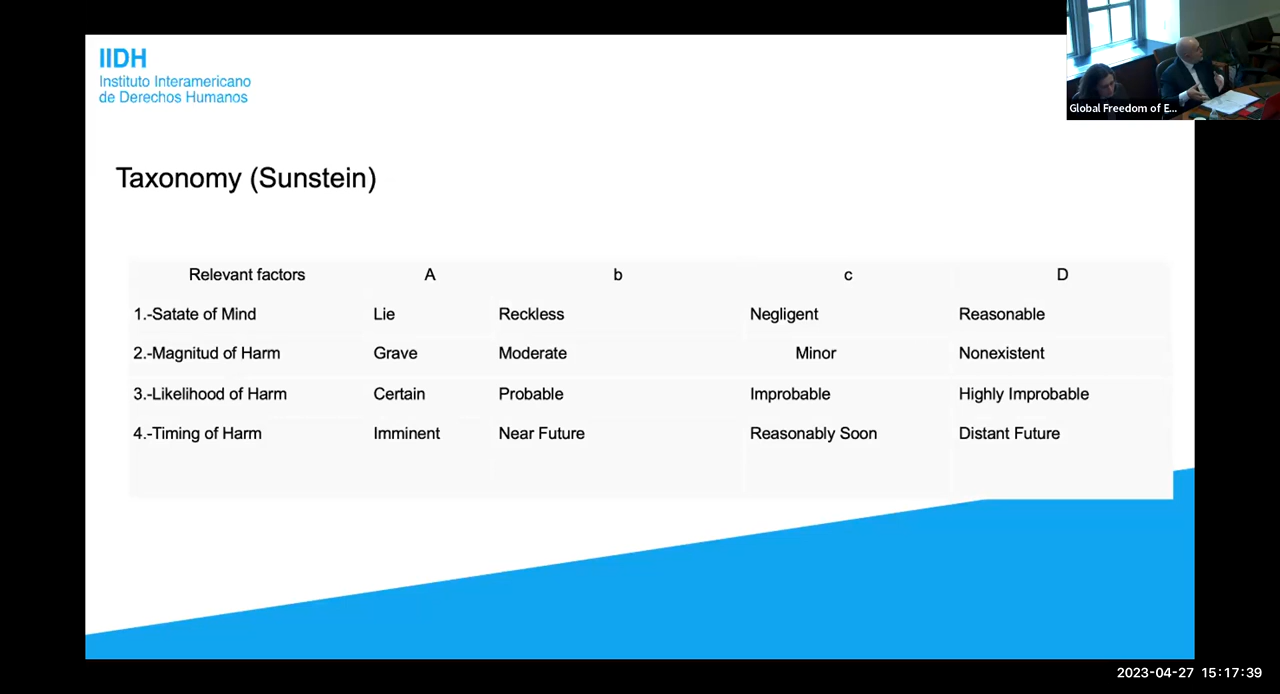 IIDH
Instituto Interamericano
de Derechos Humanos
Global Freedom of E...
Taxonomy (Sunstein)
Relevant factors A b c D
1.-Satate of Mind Lie Reckless Negligent Reasonable
2.-Magnitud of Harm Grave Moderate Minor Nonexistent
3.-Likelihood of Harm Certain Probable Improbable Highly Improbable
4.-Timing of Harm Imminent Near Future Reasonably Soon Distant Future
2023-04-27 15:17:39